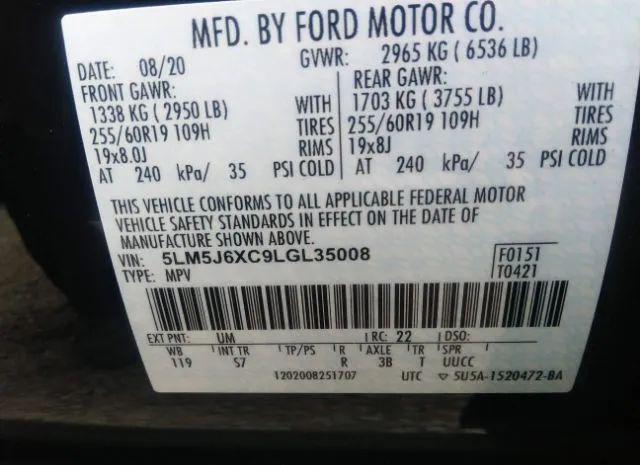 MFD. BY FORD MOTOR CO.
DATE: 08/20 GVWR: 2965 KG ( 6536 LB)
FRONT GAWR: REAR GAWR:
1338 KG ( 2950 LB) WITH 1703 KG ( 3755 LB) WITH
255/60R19 109H TIRES 255/60R19 109H TIRES
19x8.0J RIMS 19x8J RIMS
AT 240 kPa/ 35 PSI COLD AT 240 kPa/ 35 PSI COLD
THIS VEHICLE CONFORMS TO ALL APPLICABLE FEDERAL MOTOR
VEHICLE SAFETY STANDARDS IN EFFECT ON THE DATE OF
MANUFACTURE SHOWN ABOVE.
VIN: 5LM5J6XC9LGL35008 F0151
TYPE: MPV T0421
EXT PNT: UM RC: 22 DSO:
WB INT TR TP/PS R AXLE TR SPR
119 S7 R 3B T UUCC
1202008251707 UTC ▽ 5U5A-1520472-BA